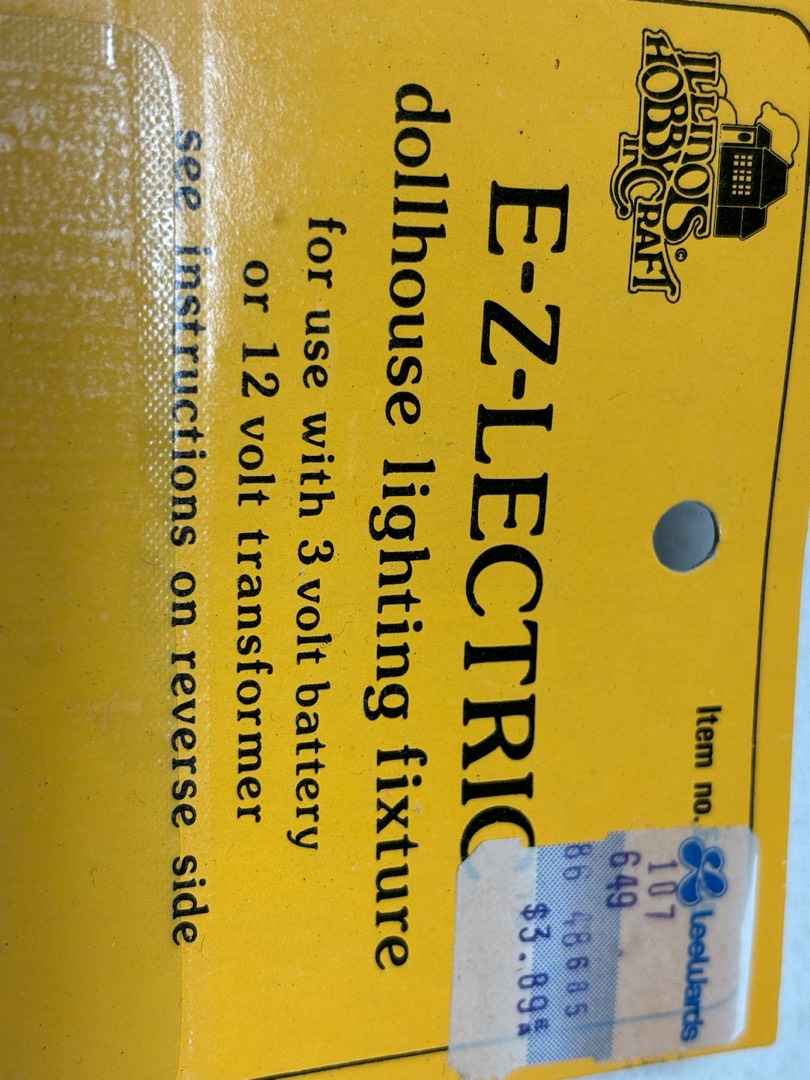 ILLINOIS
HOBBYCRAFT
INC ©
Item no.
LeeWards
107
649
86 48685
$3.89
E-Z-LECTRIC
dollhouse lighting fixture
for use with 3 volt battery
or 12 volt transformer
see instructions on reverse side